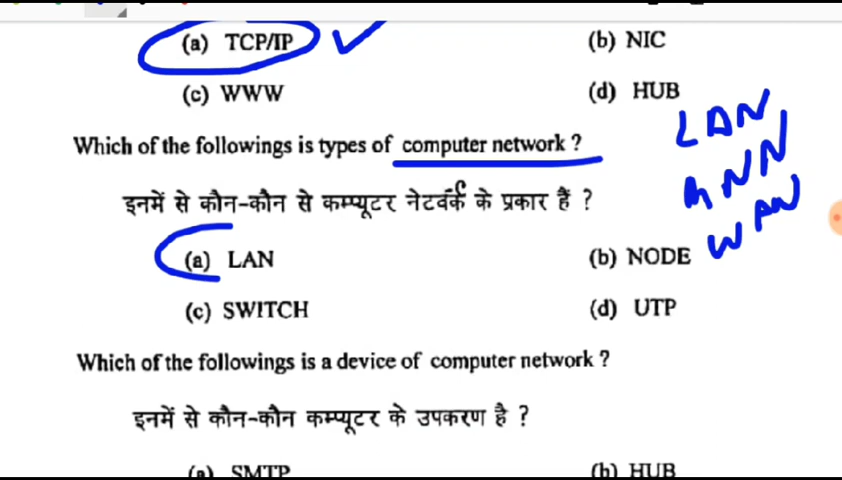 (a) TCP/IP (b) NIC
(c) WWW (d) HUB
LAN
Which of the followings is types of computer network ?
MNN
इनमें से कौन-कौन से कम्प्यूटर नेटवर्क के प्रकार हैं ?
WAN
(a) LAN (b) NODE
(c) SWITCH (d) UTP
Which of the followings is a device of computer network ?
इनमें से कौन-कौन कम्प्यूटर के उपकरण है ?
(a) SMTP (b) HUB